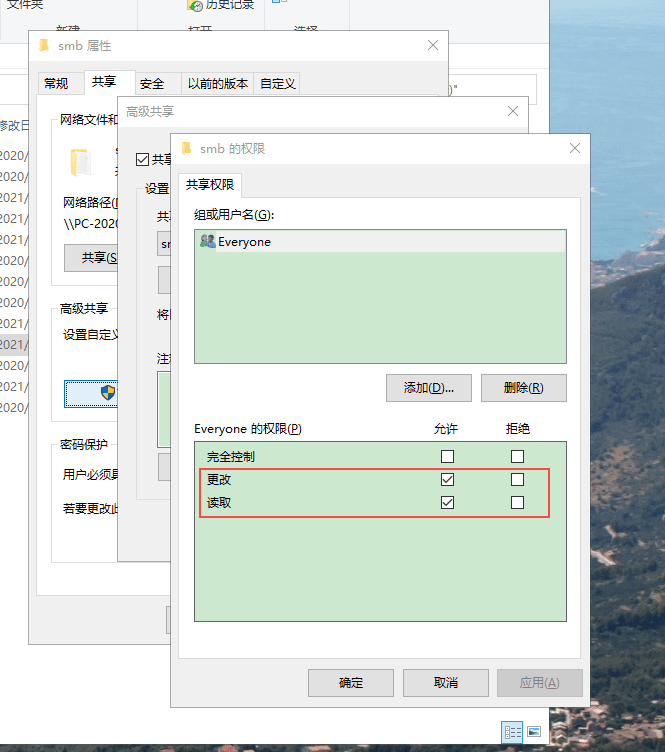 文件夹
历史记录
新建
打开
选择
smb 属性
常规
共享
安全
以前的版本
自定义
)"
修改日
高级共享
网络文件和
共享
smb 的权限
2020/
2020/
2021/
2021/
2021/
2020/
2020/
2020/
2021/
2021/
2020/
2021/
2020/
共享权限
设置
网络路径(
\\PC-2020
组或用户名(G):
Everyone
共享(S
将
高级共享
设置自定义
注
添加(D)...
删除(R)
Everyone 的权限(P)
允许
拒绝
密码保护
完全控制
用户必须具
更改
读取
若要更改此
确定
取消
应用(A)